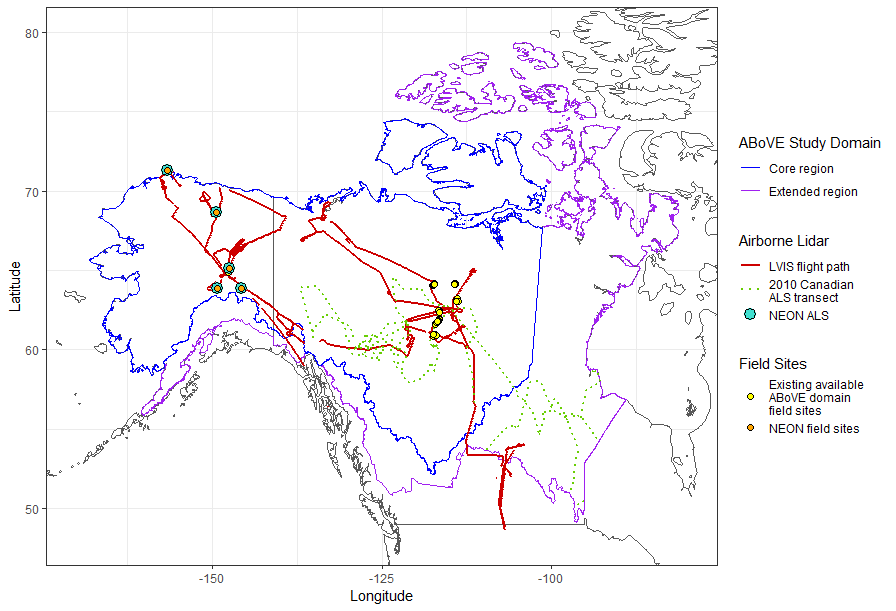 80
70
60
50
Latitude
-150
-125
-100
Longitude
ABoVE Study Domain
Core region
Extended region
Airborne Lidar
LVIS flight path
2010 Canadian
ALS transect
NEON ALS
Field Sites
Existing available
ABoVE domain
field sites
NEON field sites